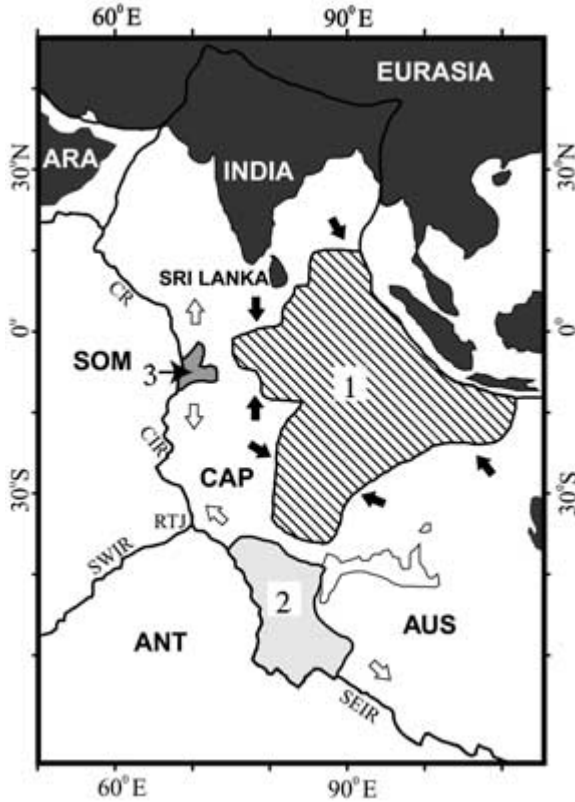 60°E 90°E
EURASIA
ARA
INDIA
30°N 30°N
SRI LANKA
CR
0° 0°
SOM
3
1
CIR
CAP
30°S 30°S
RTJ
SWIR
2
ANT
AUS
SEIR
60°E 90°E